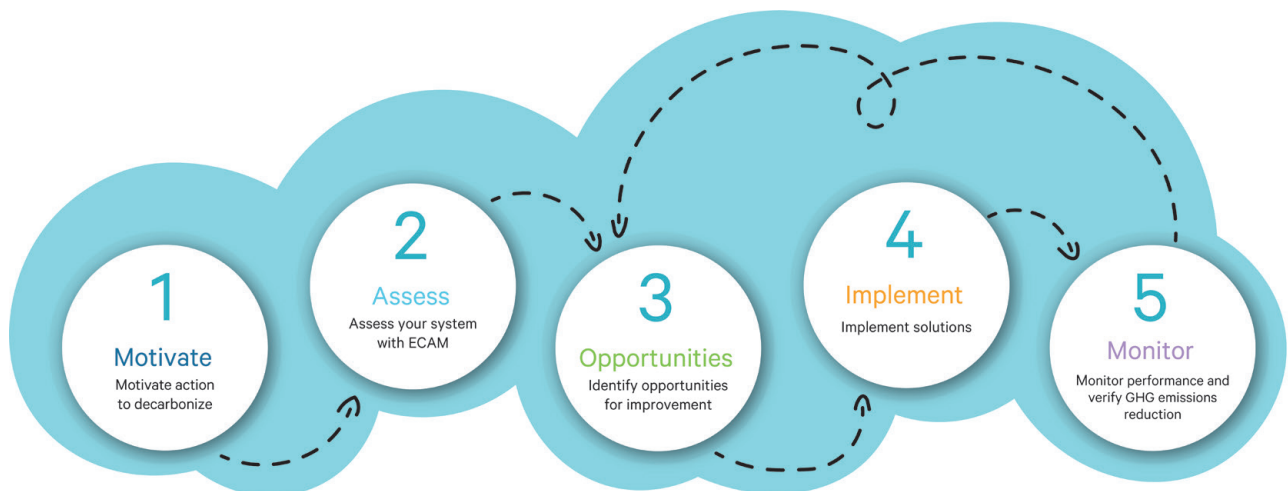 1
Motivate
Motivate action
to decarbonize
2
Assess
Assess your system
with ECAM
3
Opportunities
Identify opportunities
for improvement
4
Implement
Implement solutions
5
Monitor
Monitor performance and
verify GHG emissions
reduction